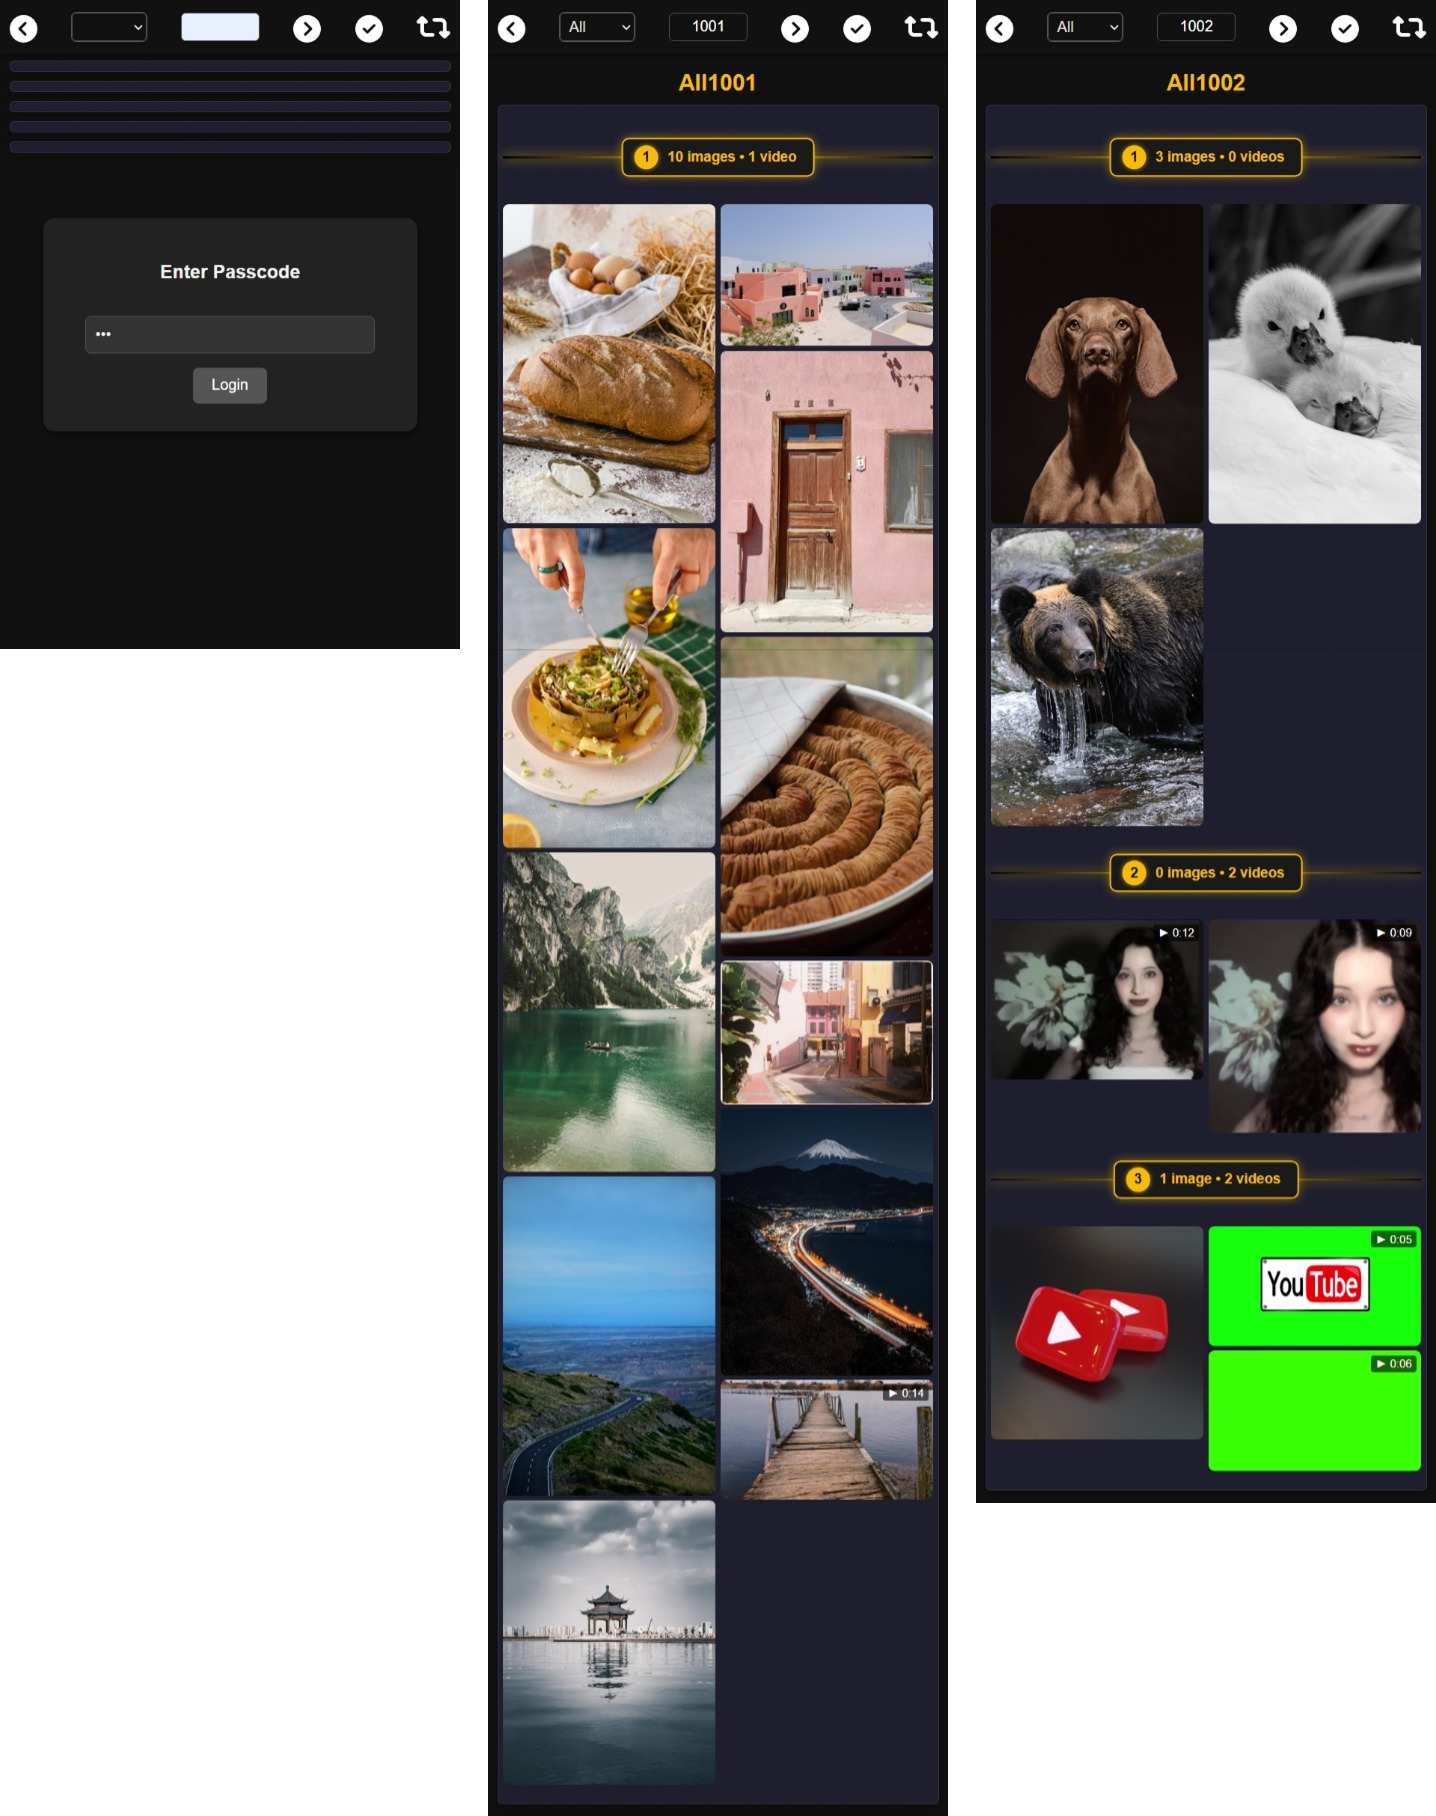 Enter Passcode
•••
Login
All
1001
All1001
1 10 images • 1 video
0:14
All
1002
All1002
1 3 images • 0 videos
2 0 images • 2 videos
0:12
0:09
3 1 image • 2 videos
0:05
YouTube
0:06